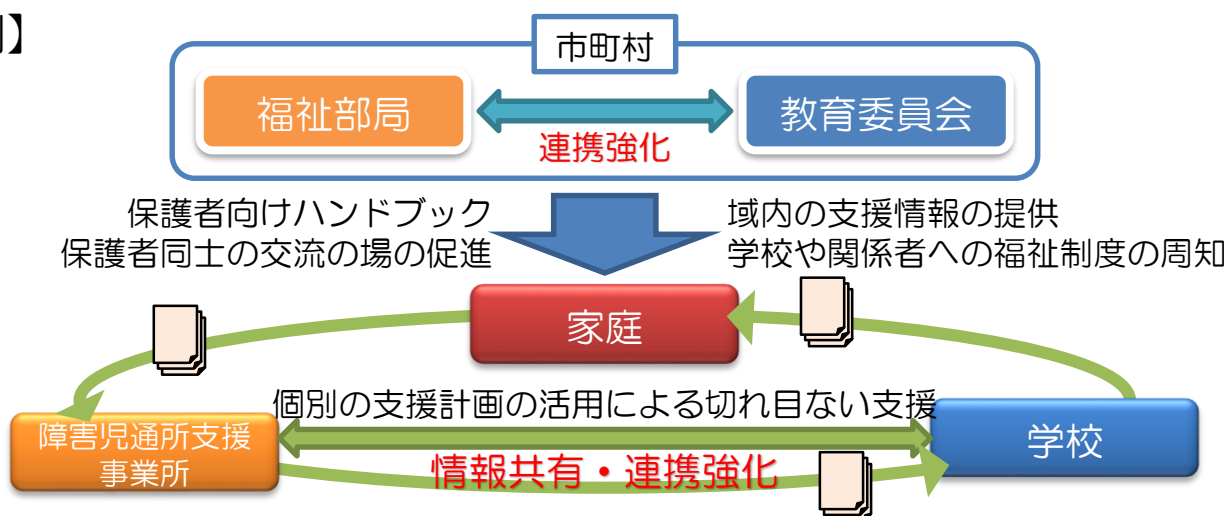 】
市町村
福祉部局
教育委員会
連携強化
保護者向けハンドブック
保護者同士の交流の場の促進
域内の支援情報の提供
学校や関係者への福祉制度の周知
家庭
個別の支援計画の活用による切れ目ない支援
障害児通所支援
事業所
学校
情報共有・連携強化